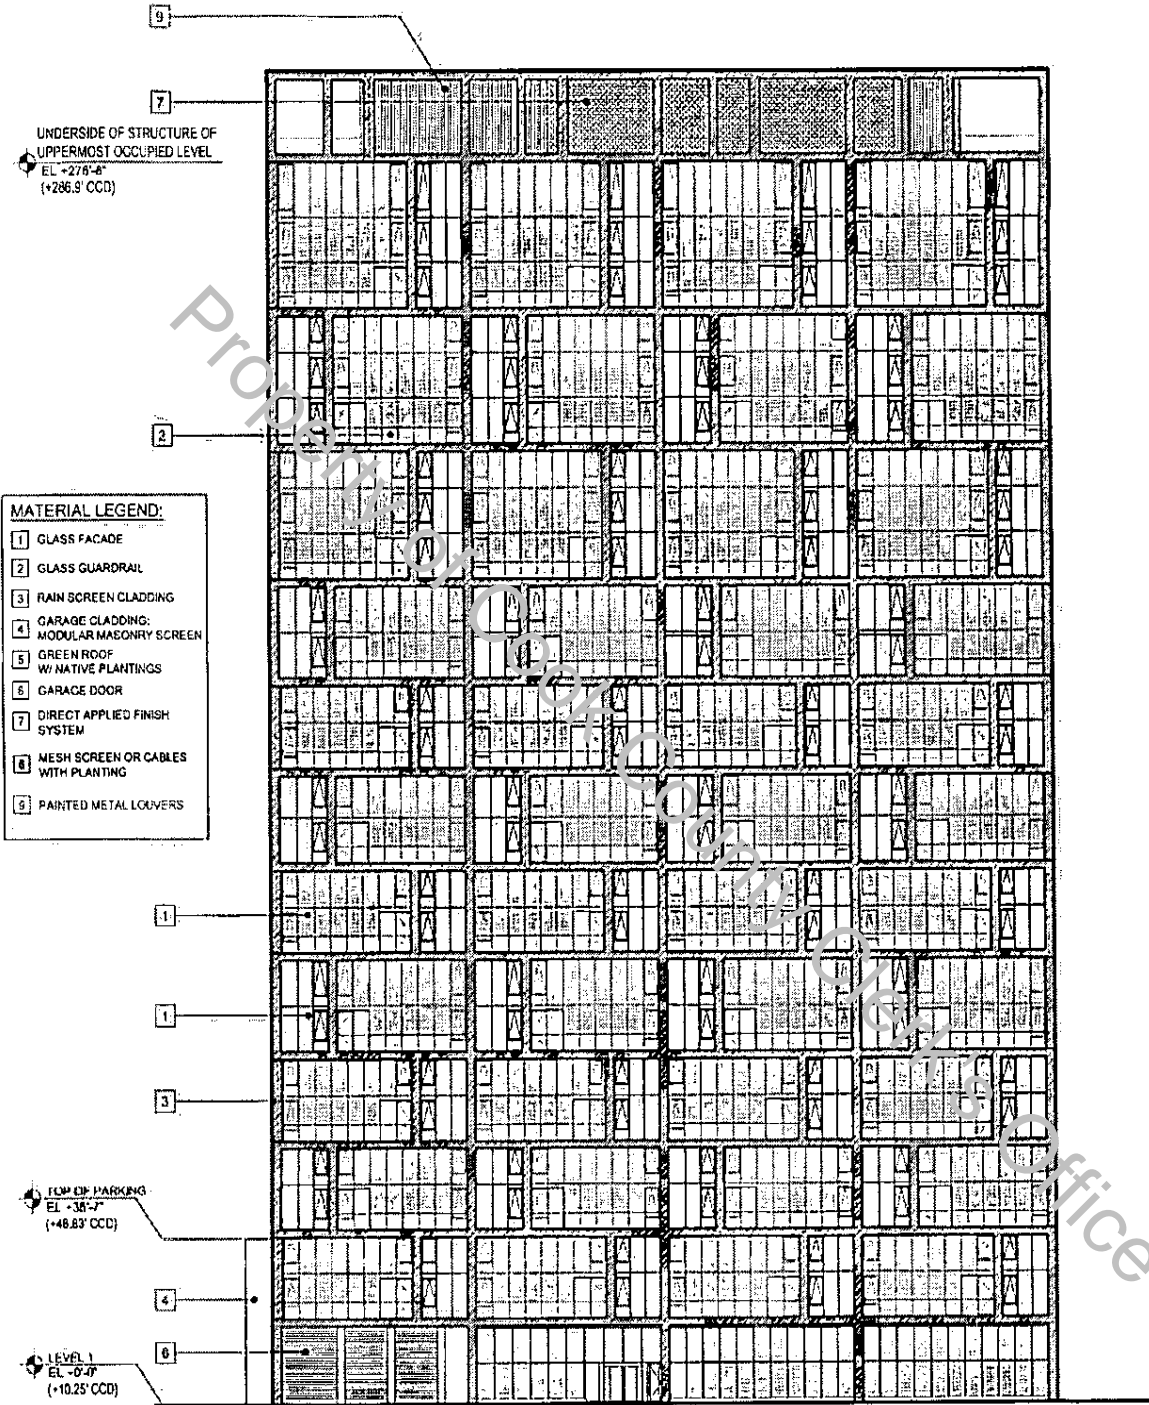 9
7
UNDERSIDE OF STRUCTURE OF
UPPERMOST OCCUPIED LEVEL
EL +276'-8"
(+286.9' CCD)
2
MATERIAL LEGEND:
1 GLASS FACADE
2 GLASS GUARDRAIL
3 RAIN SCREEN CLADDING
4 GARAGE CLADDING:
MODULAR MASONRY SCREEN
5 GREEN ROOF
W/ NATIVE PLANTINGS
6 GARAGE DOOR
7 DIRECT APPLIED FINISH
SYSTEM
8 MESH SCREEN OR CABLES
WITH PLANTING
9 PAINTED METAL LOUVERS
1
1
3
TOP OF PARKING
EL +38'-7"
(+48.83' CCD)
4
6
LEVEL 1
EL +0'-0"
(+10.25' CCD)
Property of Cook County Clerk's Office